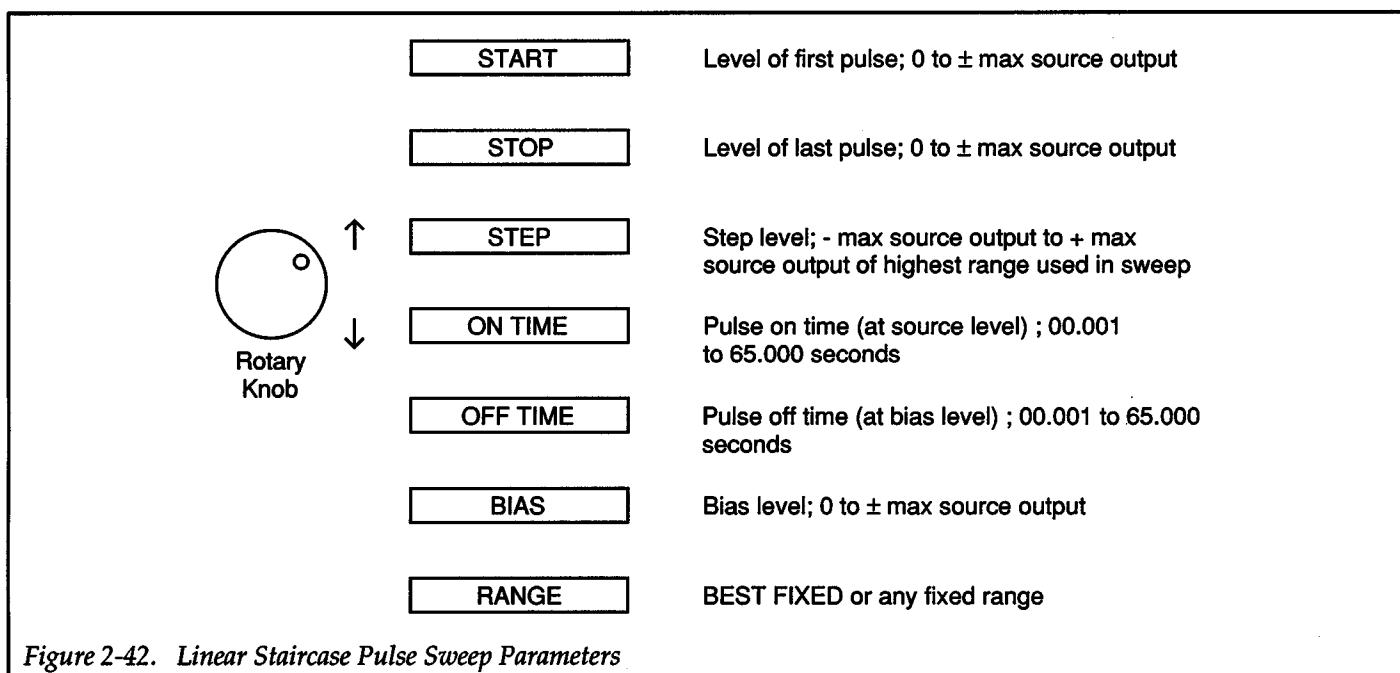 START
Level of first pulse; 0 to ± max source output
STOP
Level of last pulse; 0 to ± max source output
STEP
Step level; - max source output to + max
source output of highest range used in sweep
ON TIME
Pulse on time (at source level) ; 00.001
to 65.000 seconds
Rotary
Knob
OFF TIME
Pulse off time (at bias level) ; 00.001 to 65.000
seconds
BIAS
Bias level; 0 to ± max source output
RANGE
BEST FIXED or any fixed range
Figure 2-42. Linear Staircase Pulse Sweep Parameters